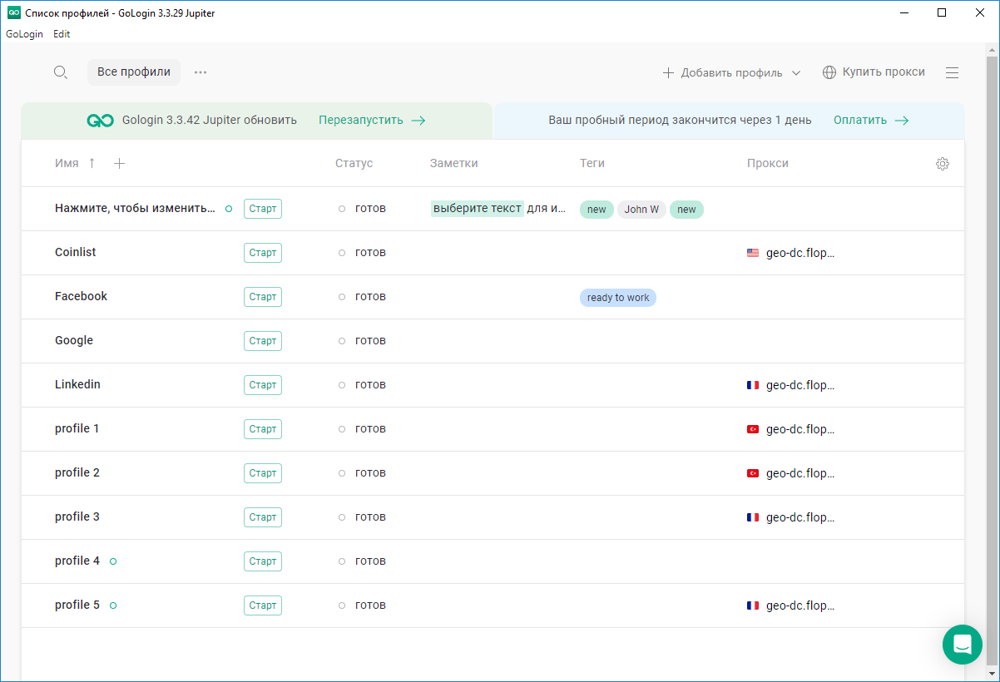 GO Список профилей - GoLogin 3.3.29 Jupiter
GoLogin Edit
Все профили ••• + Добавить профиль Купить прокси
GO Gologin 3.3.42 Jupiter обновить Перезапустить → Ваш пробный период закончится через 1 день Оплатить →
Имя ↑ + Статус Заметки Теги Прокси
Нажмите, чтобы изменить... Старт готов выберите текст для и... new John W new
Coinlist Старт готов geo-dc.flop...
Facebook Старт готов ready to work
Google Старт готов
Linkedin Старт готов geo-dc.flop...
profile 1 Старт готов geo-dc.flop...
profile 2 Старт готов geo-dc.flop...
profile 3 Старт готов geo-dc.flop...
profile 4 Старт готов
profile 5 Старт готов geo-dc.flop...